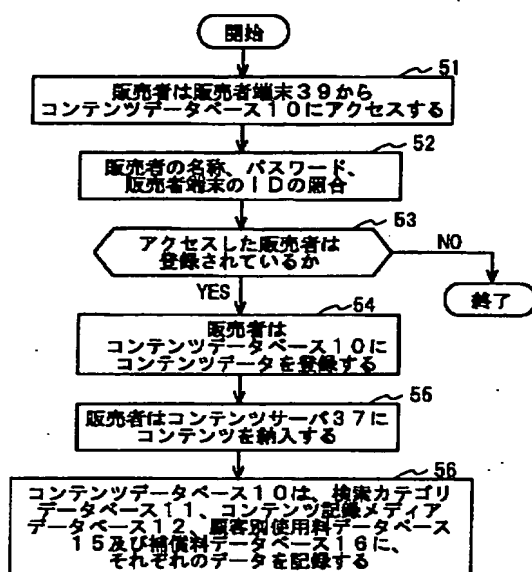 開始
51
販売者は販売者端末39から
コンテンツデータベース10にアクセスする
52
販売者の名称、パスワード、
販売者端末のIDの照合
53
アクセスした販売者は
登録されているか
NO
終了
YES
54
販売者は
コンテンツデータベース10に
コンテンツデータを登録する
55
販売者はコンテンツサーバ37に
コンテンツを納入する
56
コンテンツデータベース10は、検索カテゴリ
データベース11、コンテンツ記録メディア
データベース12、顧客別使用料データベース
15及び補償料データベース16に、
それぞれのデータを記録する